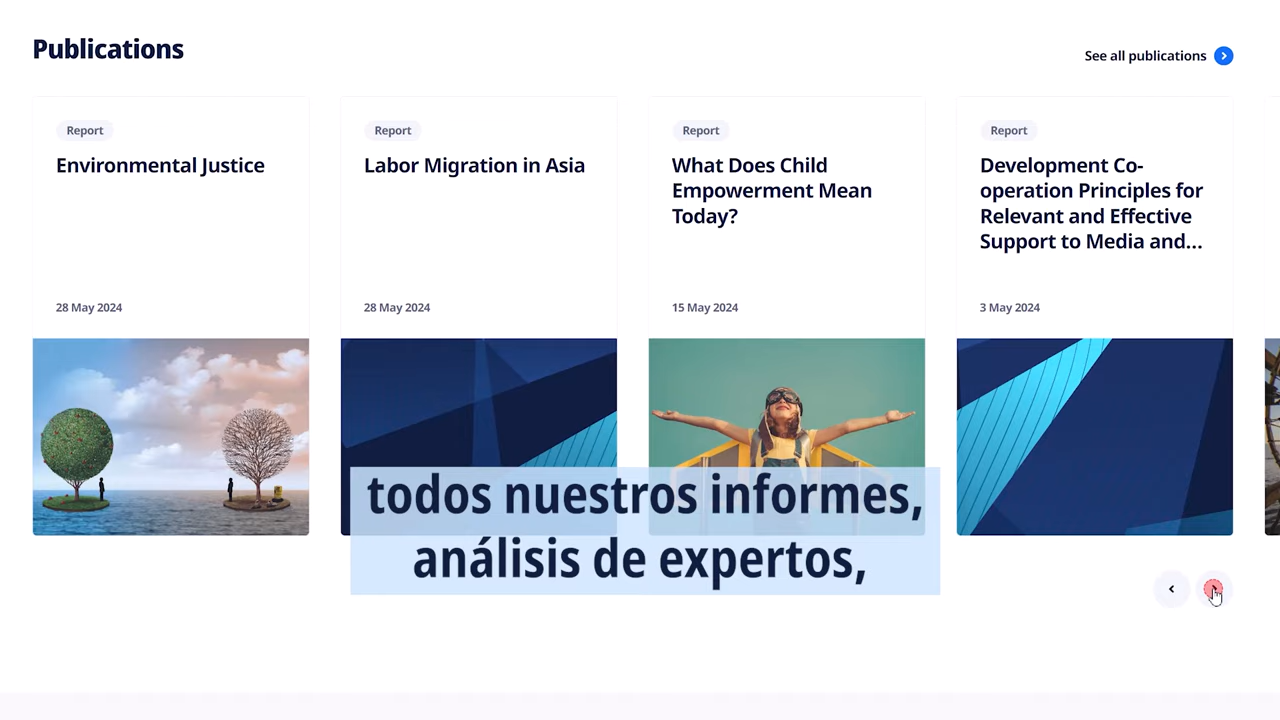 Publications
See all publications
Report
Environmental Justice
28 May 2024
Report
Labor Migration in Asia
28 May 2024
Report
What Does Child
Empowerment Mean
Today?
15 May 2024
Report
Development Co-
operation Principles for
Relevant and Effective
Support to Media and...
3 May 2024
todos nuestros informes,
análisis de expertos,